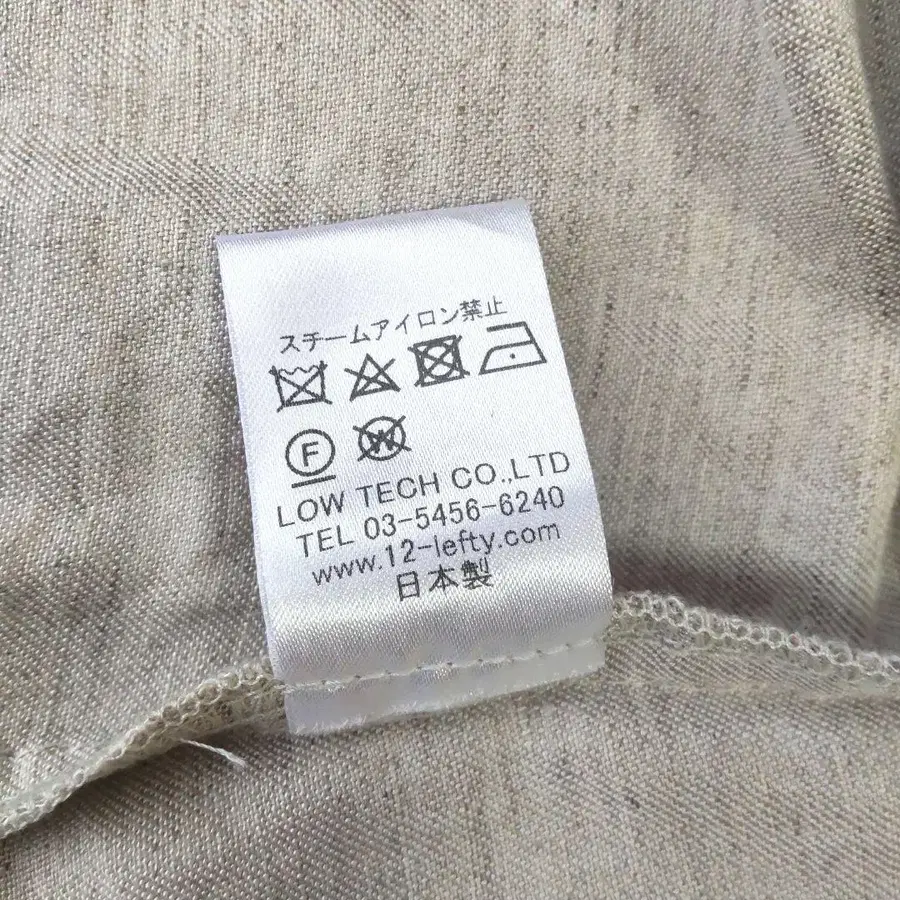 スチームアイロン禁止
F W
LOW TECH CO.,LTD
TEL 03-5456-6240
www.12-lefty.com
日本製